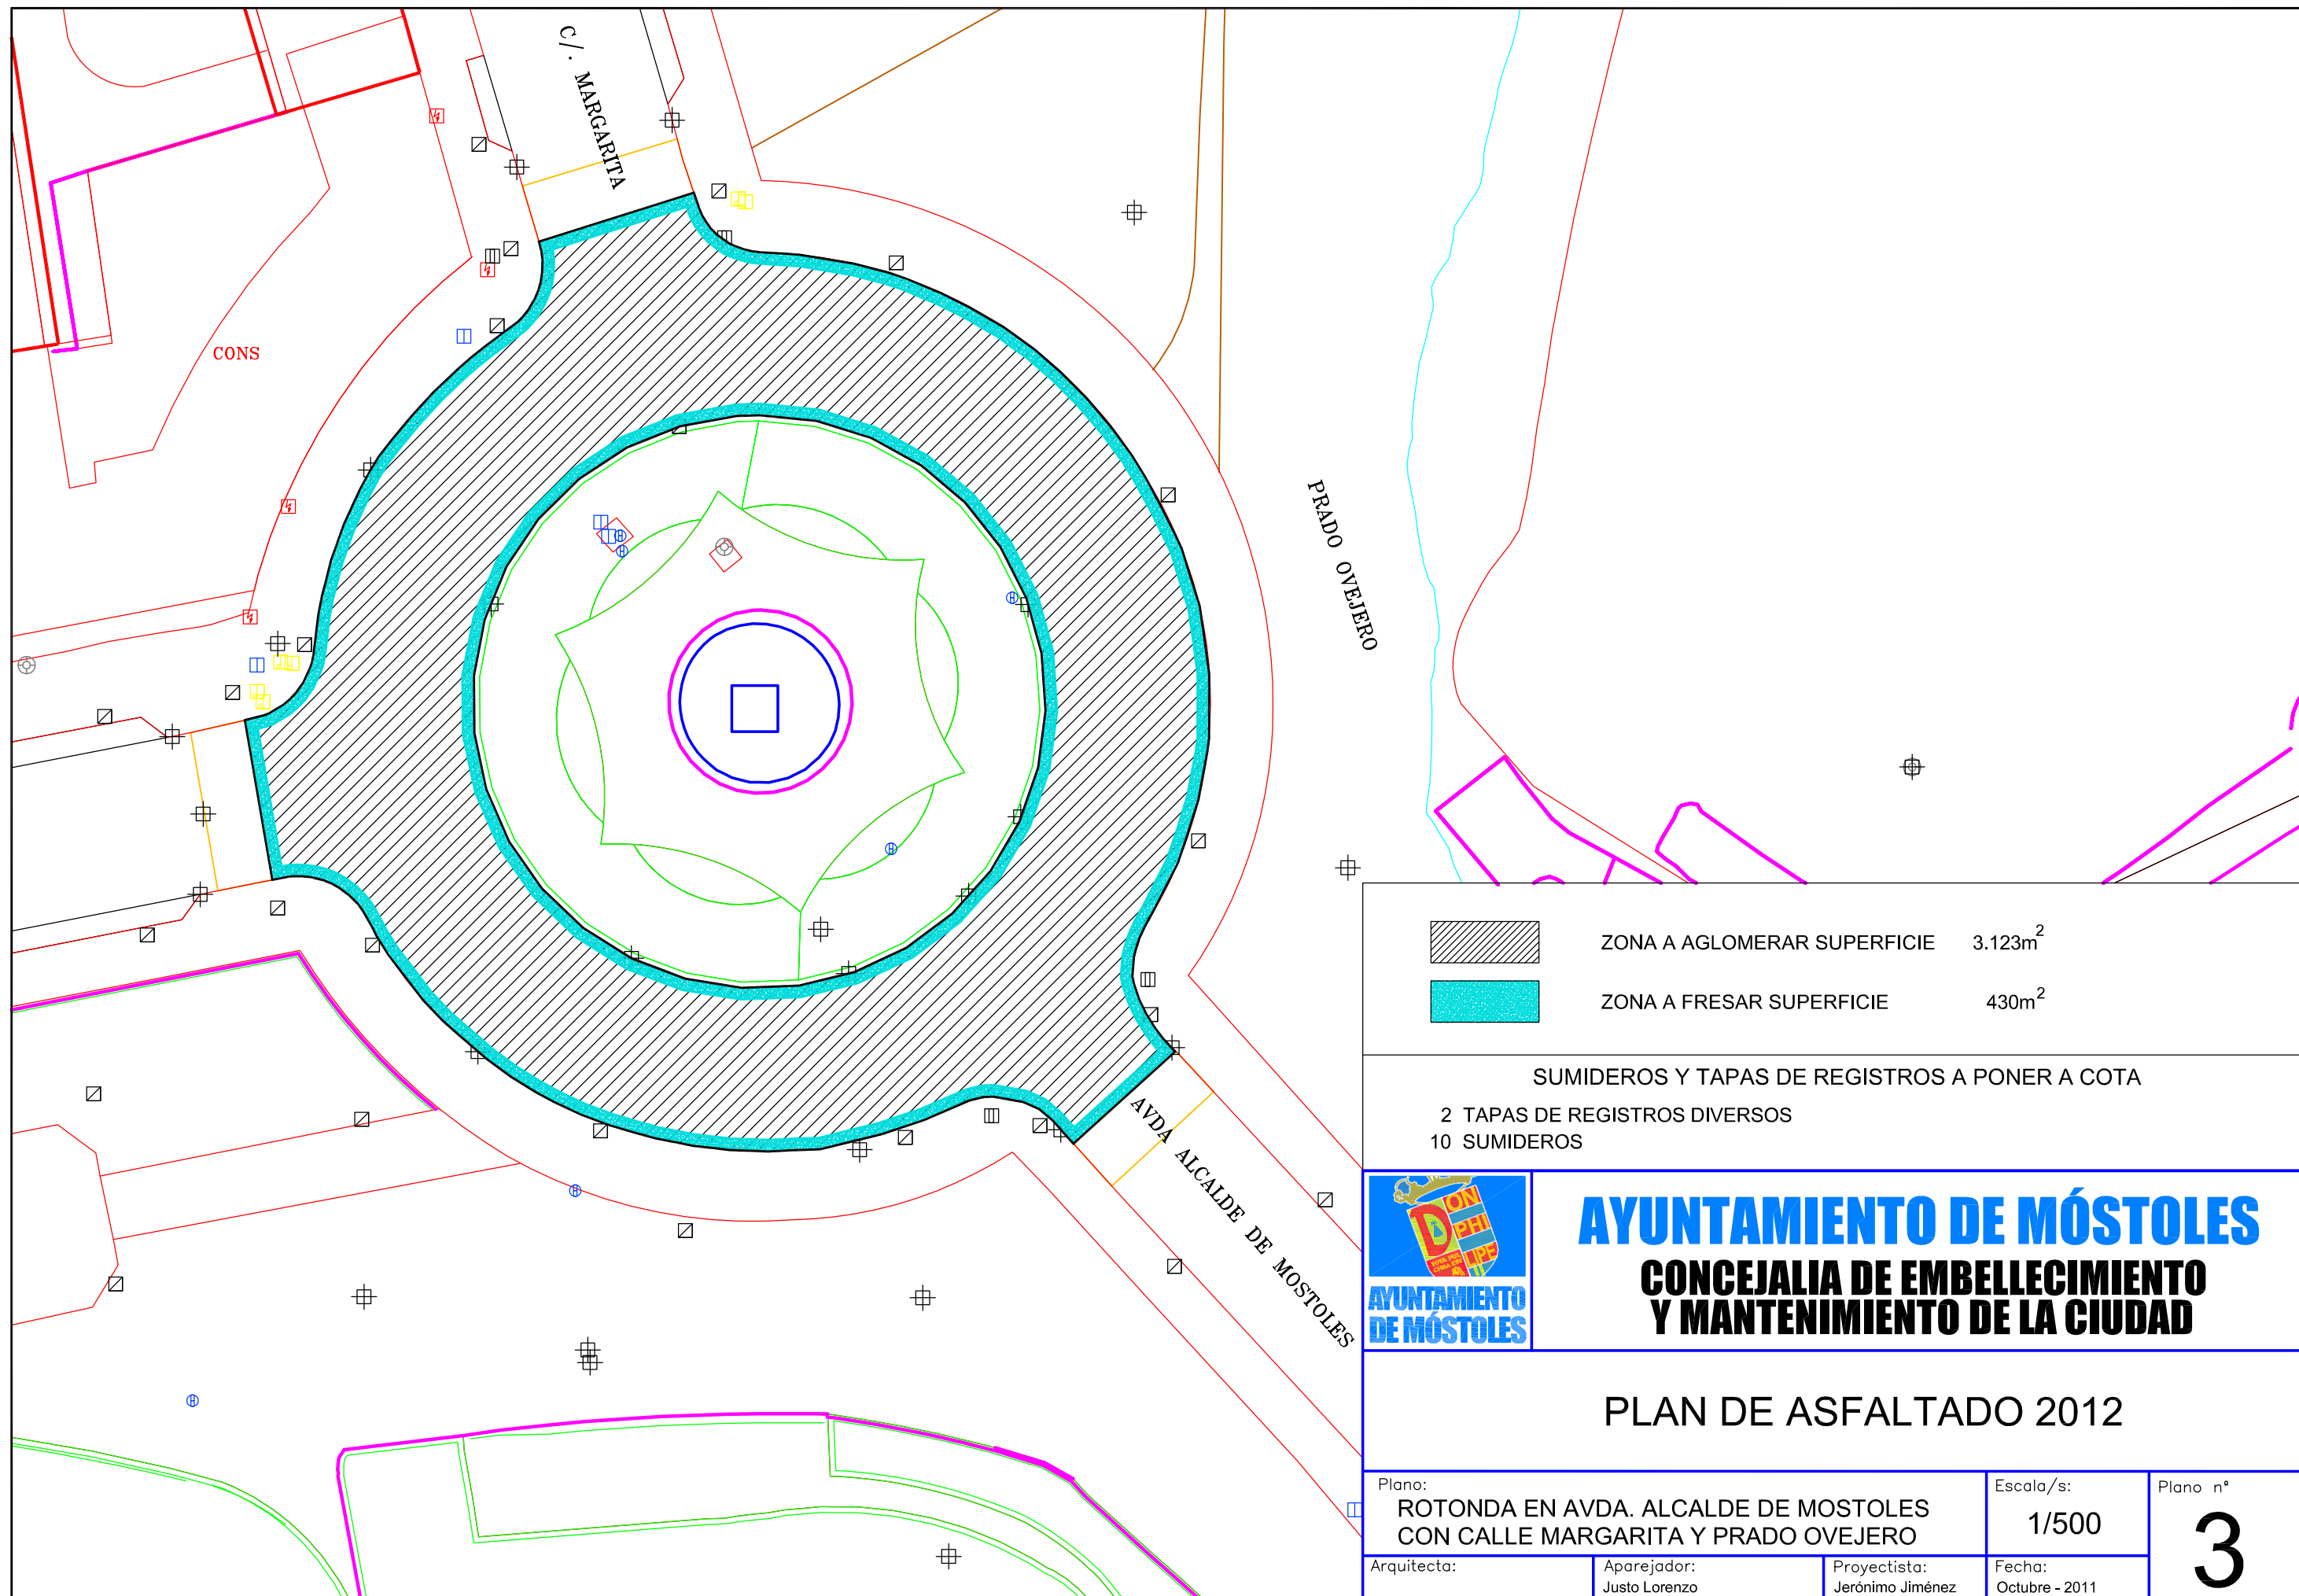 C/. MARGARITA
CONS
PRADO OVEJERO
AVDA ALCALDE DE MOSTOLES
ZONA A AGLOMERAR SUPERFICIE 3.123m²
ZONA A FRESAR SUPERFICIE 430m²
SUMIDEROS Y TAPAS DE REGISTROS A PONER A COTA
2 TAPAS DE REGISTROS DIVERSOS
10 SUMIDEROS
D
ON
PHI
LIPE
AYUNTAMIENTO
DE MÓSTOLES
AYUNTAMIENTO DE MÓSTOLES
CONCEJALIA DE EMBELLECIMIENTO
Y MANTENIMIENTO DE LA CIUDAD
PLAN DE ASFALTADO 2012
Plano:
ROTONDA EN AVDA. ALCALDE DE MOSTOLES
CON CALLE MARGARITA Y PRADO OVEJERO
Escala/s:
1/500
Plano n°
3
Arquitecta:
Aparejador:
Justo Lorenzo
Proyectista:
Jerónimo Jiménez
Fecha:
Octubre - 2011